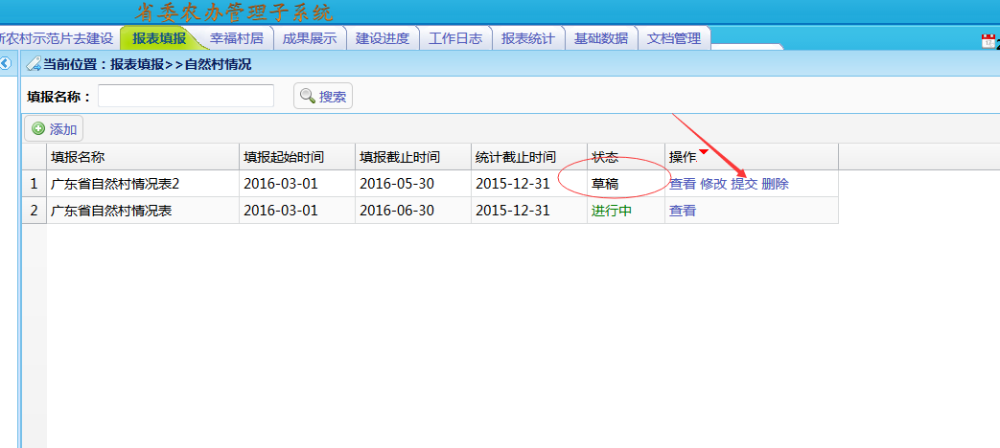 省委农办管理子系统
新农村示范片去建设 报表填报 幸福村居 成果展示 建设进度 工作日志 报表统计 基础数据 文档管理
当前位置：报表填报>>自然村情况
填报名称： 搜索
添加
填报名称 填报起始时间 填报截止时间 统计截止时间 状态 操作
1 广东省自然村情况表2 2016-03-01 2016-05-30 2015-12-31 草稿 查看 修改 提交 删除
2 广东省自然村情况表 2016-03-01 2016-06-30 2015-12-31 进行中 查看